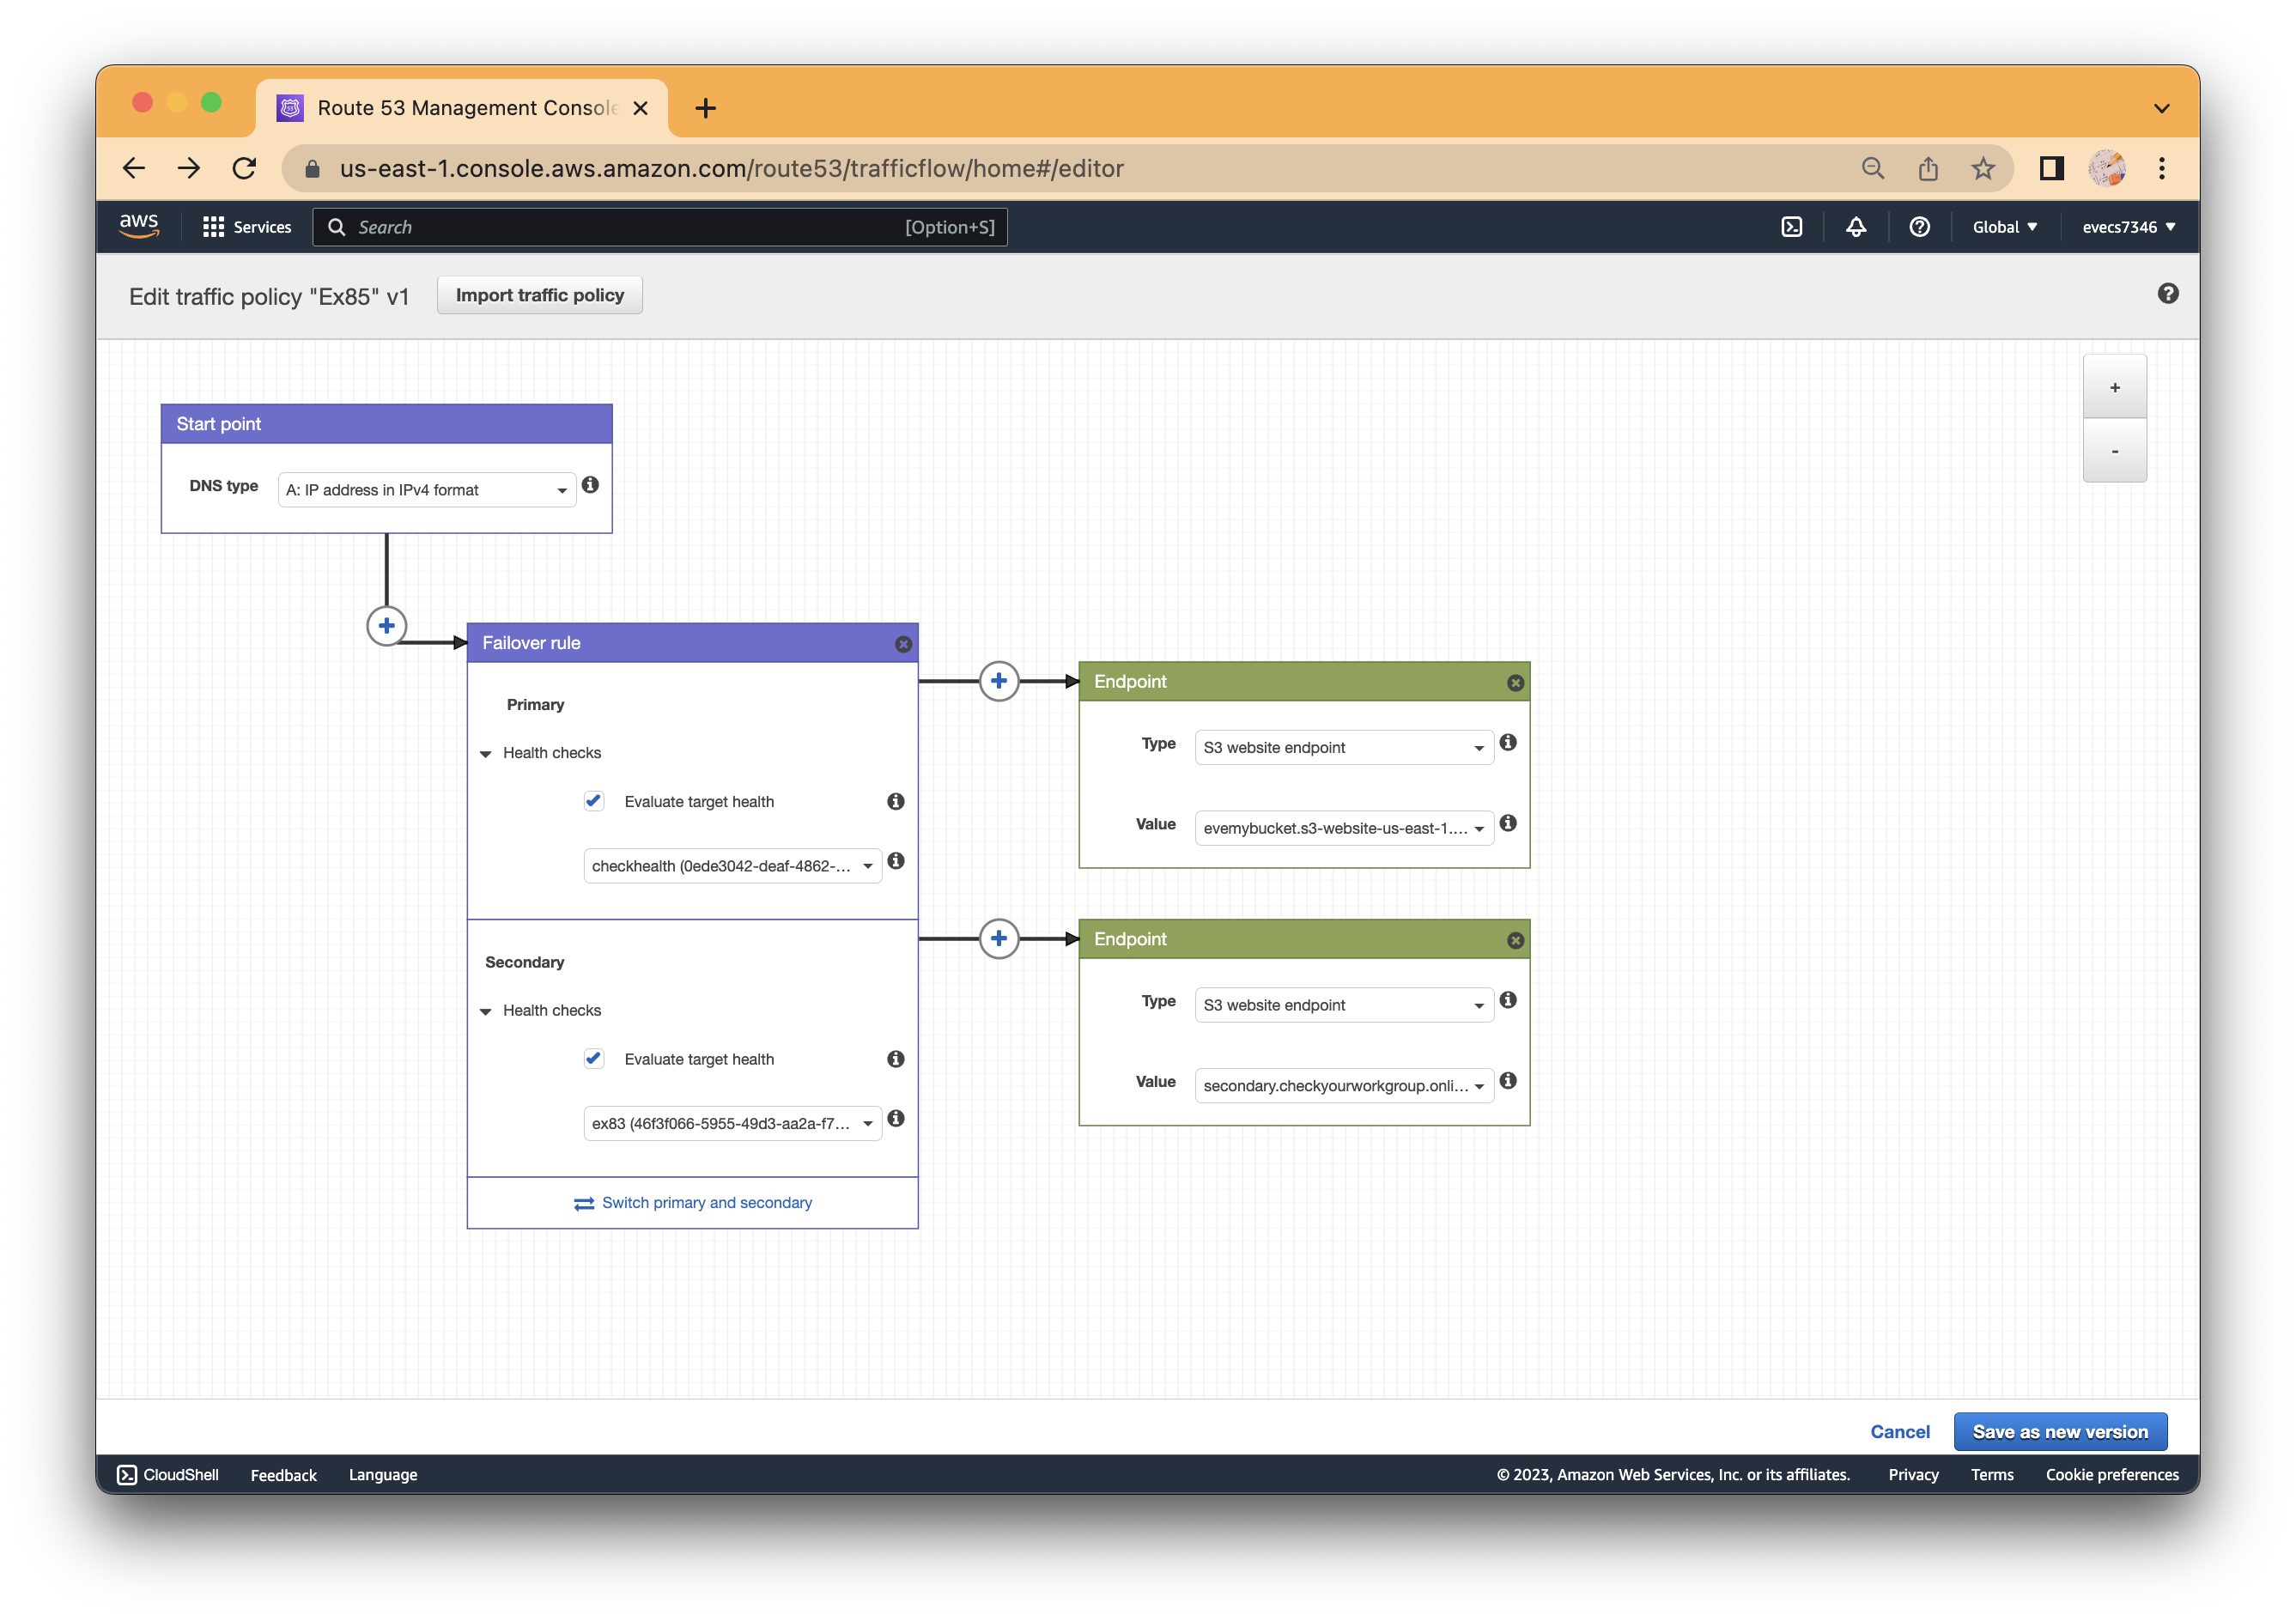 Route 53 Management Console
us-east-1.console.aws.amazon.com/route53/trafficflow/home#/editor
aws Services Search [Option+S] Global evecs7346
Edit traffic policy "Ex85" v1 Import traffic policy
+
-
Start point
DNS type A: IP address in IPv4 format
Failover rule
Primary
Health checks
Evaluate target health
checkhealth (0ede3042-deaf-4862-...
Secondary
Health checks
Evaluate target health
ex83 (46f3f066-5955-49d3-aa2a-f7...
Switch primary and secondary
Endpoint
Type S3 website endpoint
Value evemybucket.s3-website-us-east-1....
Endpoint
Type S3 website endpoint
Value secondary.checkyourworkgroup.onli...
Cancel Save as new version
CloudShell Feedback Language © 2023, Amazon Web Services, Inc. or its affiliates. Privacy Terms Cookie preferences